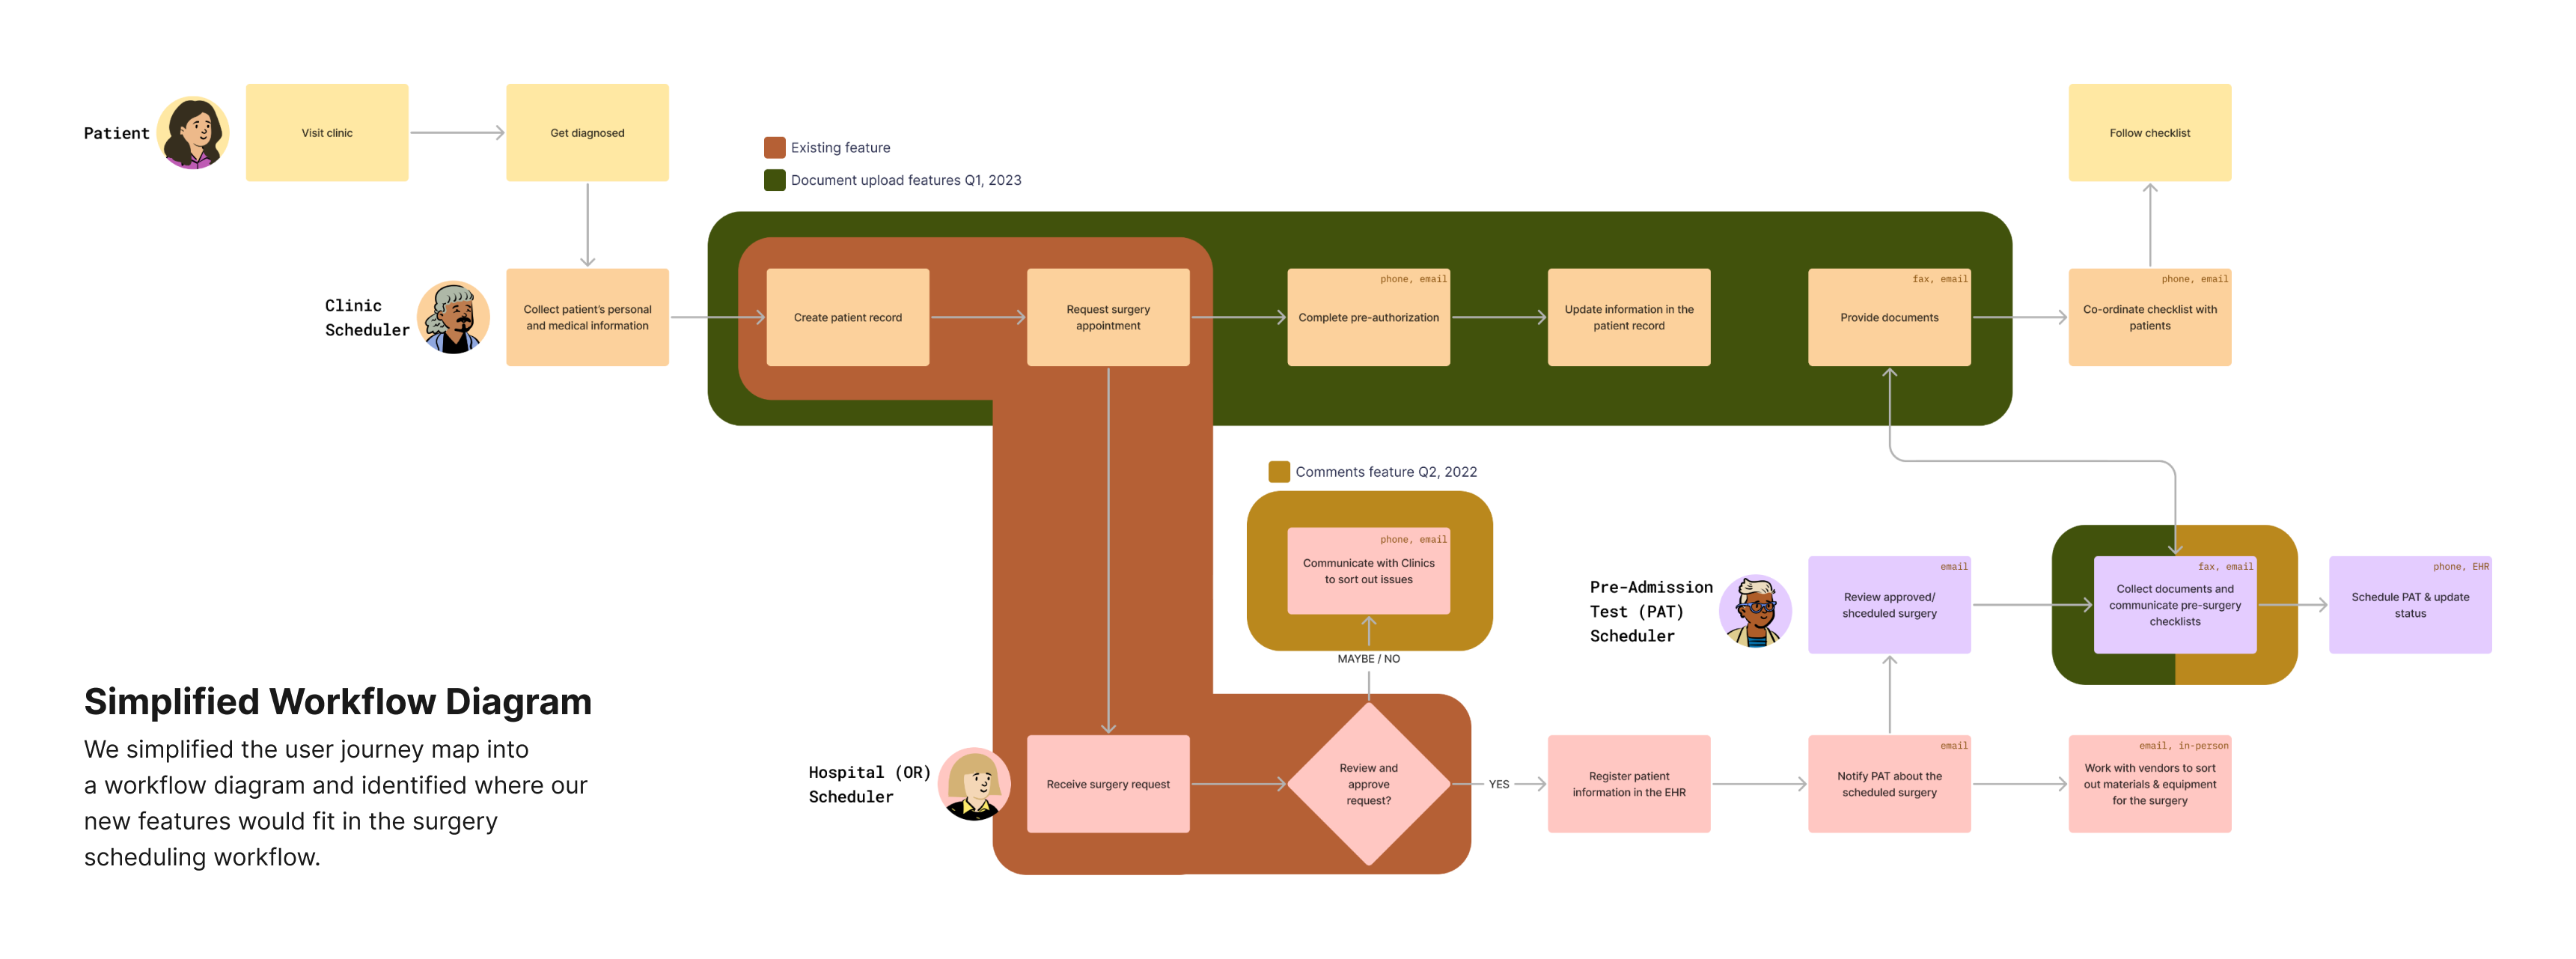 Patient
Visit clinic
Get diagnosed
Existing feature
Document upload features Q1, 2023
Follow checklist
Clinic
Scheduler
Collect patient's personal
and medical information
Create patient record
Request surgery
appointment
phone, email
Complete pre-authorization
Update information in the
patient record
fax, email
Provide documents
phone, email
Co-ordinate checklist with
patients
Comments feature Q2, 2022
phone, email
Communicate with Clinics
to sort out issues
MAYBE / NO
Pre-Admission
Test (PAT)
Scheduler
email
Review approved/
shceduled surgery
fax, email
Collect documents and
communicate pre-surgery
checklists
phone, EHR
Schedule PAT & update
status
Simplified Workflow Diagram
We simplified the user journey map into
a workflow diagram and identified where our
new features would fit in the surgery
scheduling workflow.
Hospital (OR)
Scheduler
Receive surgery request
Review and
approve
request?
YES
Register patient
information in the EHR
email
Notify PAT about the
scheduled surgery
email, in-person
Work with vendors to sort
out materials & equipment
for the surgery